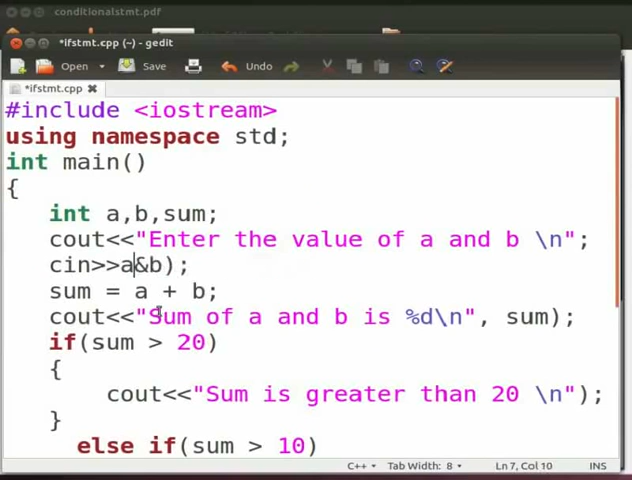 conditionalstmt.pdf
*ifstmt.cpp (~) - gedit
Open Save Undo
*ifstmt.cpp
#include <iostream>
using namespace std;
int main()
{
int a,b,sum;
cout<<"Enter the value of a and b \n";
cin>>a&b);
sum = a + b;
cout<<"Sum of a and b is %d\n", sum);
if(sum > 20)
{
cout<<"Sum is greater than 20 \n");
}
else if(sum > 10)
C++ Tab Width: 8 Ln 7, Col 10 INS